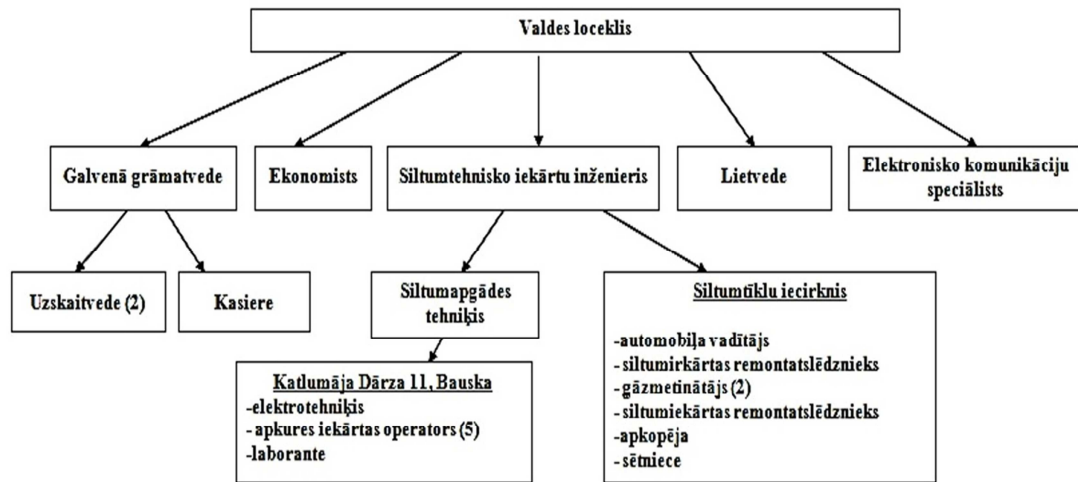 Valdes loceklis
Galvenā grāmatvede
Ekonomists
Siltumtehnisko iekārtu inženieris
Lietvede
Elektronisko komunikāciju
speciālists
Uzskaitvede (2)
Kasiere
Siltumapgādes
tehniķis
Siltumtīklu iecirknis
-automobiļa vadītājs
-siltumirkārtas remontatslēdznieks
-gāzmetinātājs (2)
-siltumiekārtas remontatslēdznieks
-apkopēja
-sētniece
Katlumāja Dārza 11, Bauska
-elektrotehniķis
-apkures iekārtas operators (5)
-laborante